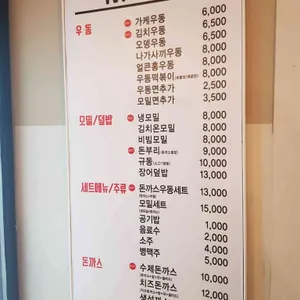 우 동
가케우동 6,000
김치우동 6,500
오뎅우동 6,500
나가사끼우동 8,000
얼큰홍우동 8,000
우동떡볶이 8,000
우동면추가 2,500
모밀면추가 3,500
모밀/덮밥
냉모밀 8,000
김치온모밀 8,000
비빔모밀 8,000
돈부리 9,000
규동 10,000
장어덮밥 13,000
세트메뉴/주류
돈까스우동세트 13,000
모밀세트 15,000
공기밥 1,000
음료수 2,000
소주 4,000
병맥주 5,000
돈까스
수제돈까스 10,000
치즈돈까스 12,000